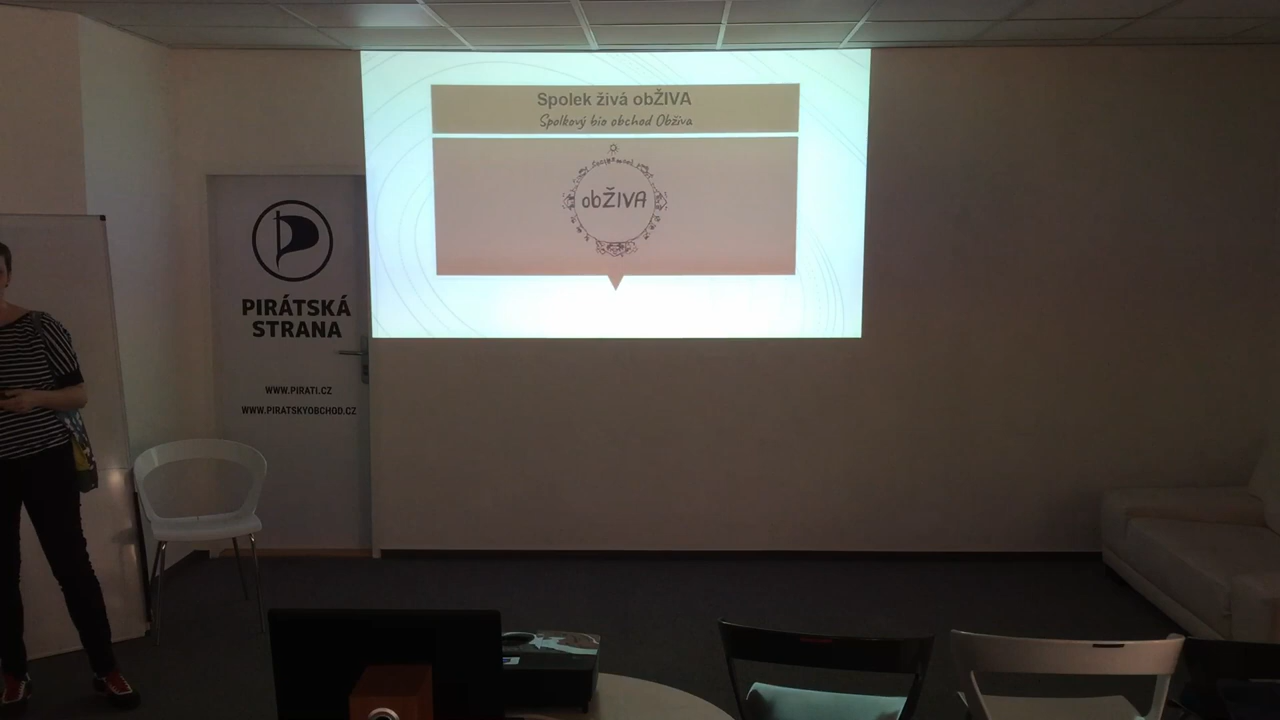 Spolek živá obŽIVA
Spolkový bio obchod Obživa
obŽIVA
PIRÁTSKÁ
STRANA
WWW.PIRATI.CZ
WWW.PIRATSKYOBCHOD.CZ